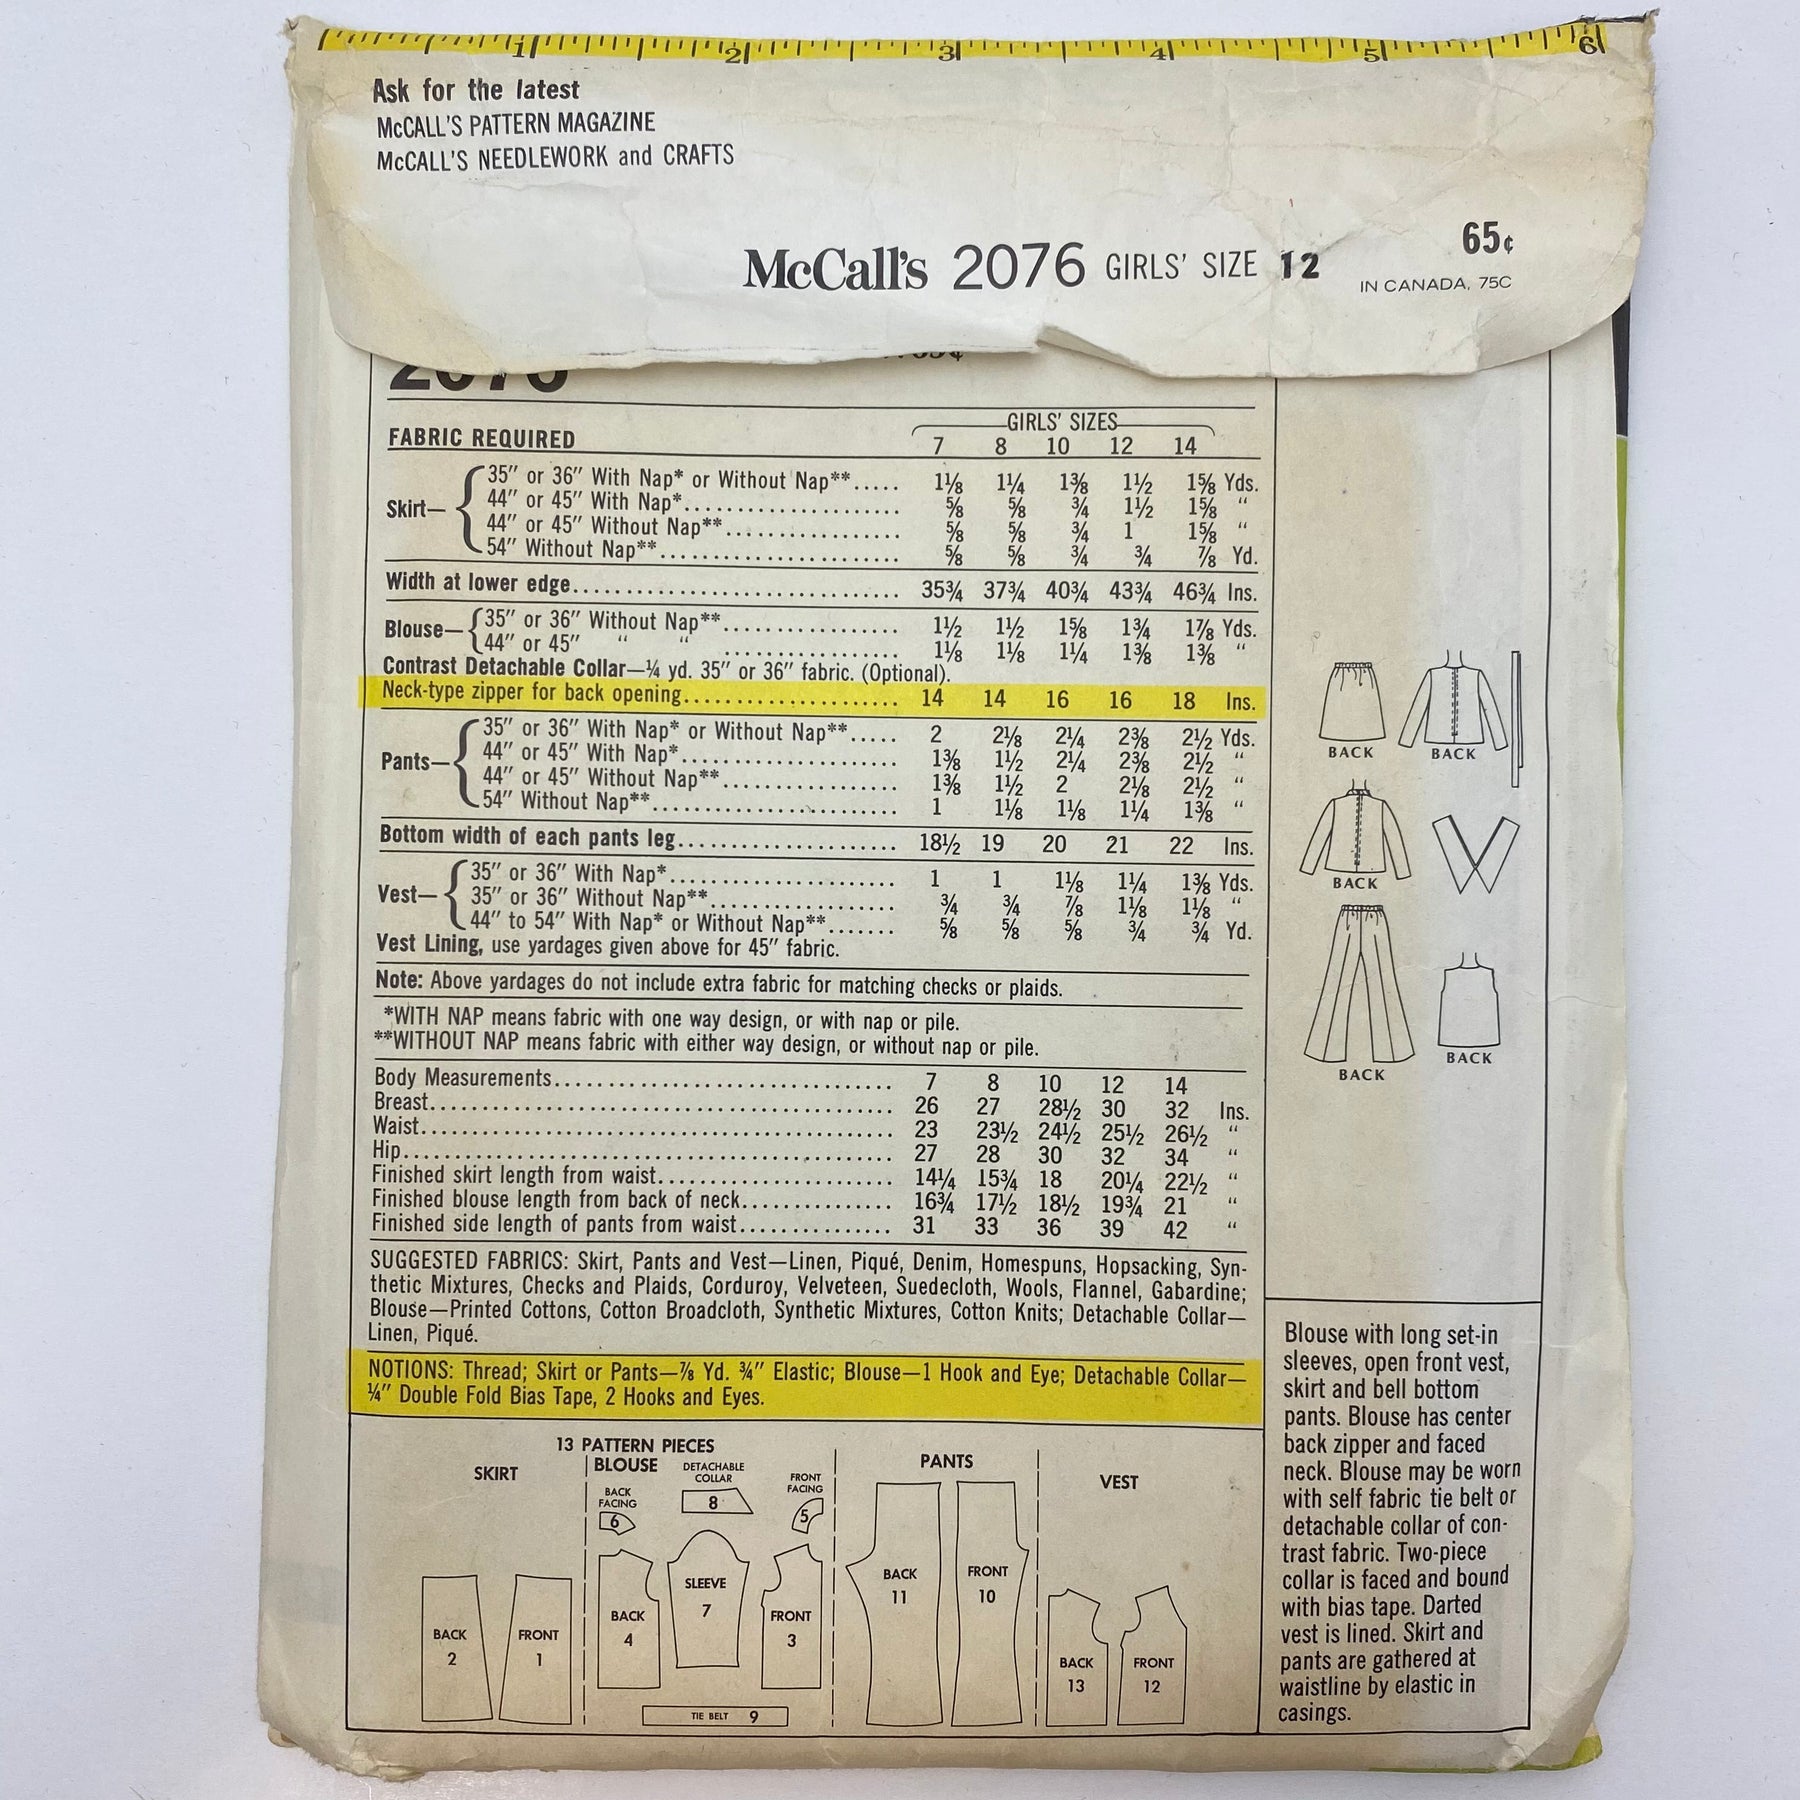 1 2 3 4 5 6
Ask for the latest
McCALL'S PATTERN MAGAZINE
McCALL'S NEEDLEWORK and CRAFTS
65¢
McCall's 2076 GIRLS' SIZE 12
IN CANADA, 75C
2076
FABRIC REQUIRED
GIRLS' SIZES
7 8 10 12 14
Skirt—
35" or 36" With Nap* or Without Nap**..... 1⅛ 1¼ 1⅜ 1½ 1⅝ Yds.
44" or 45" With Nap*..................... ⅝ ⅝ ¾ 1½ 1⅝ "
44" or 45" Without Nap**................. ⅝ ⅝ ¾ 1 1⅝ "
54" Without Nap**....................... ⅝ ⅝ ¾ ¾ ⅞ Yd.
Width at lower edge.............................. 35¾ 37¾ 40¾ 43¾ 46¾ Ins.
Blouse—
35" or 36" Without Nap**................. 1½ 1½ 1⅝ 1¾ 1⅞ Yds.
44" or 45" " " ................. 1⅛ 1⅛ 1¼ 1⅜ 1⅜ "
Contrast Detachable Collar—¼ yd. 35" or 36" fabric. (Optional).
Neck-type zipper for back opening..................... 14 14 16 16 18 Ins.
Pants—
35" or 36" With Nap* or Without Nap**..... 2 2⅛ 2¼ 2⅜ 2½ Yds.
44" or 45" With Nap*..................... 1⅜ 1½ 2¼ 2⅜ 2½ "
44" or 45" Without Nap**................. 1⅜ 1½ 2 2⅛ 2½ "
54" Without Nap**....................... 1 1⅛ 1⅛ 1¼ 1⅜ "
Bottom width of each pants leg..................... 18½ 19 20 21 22 Ins.
Vest—
35" or 36" With Nap*...................... 1 1 1⅛ 1¼ 1⅜ Yds.
35" or 36" Without Nap**.................. ¾ ¾ ⅞ 1⅛ 1⅛ "
44" to 54" With Nap* or Without Nap**....... ⅝ ⅝ ⅝ ¾ ¾ Yd.
Vest Lining, use yardages given above for 45" fabric.
Note: Above yardages do not include extra fabric for matching checks or plaids.
*WITH NAP means fabric with one way design, or with nap or pile.
**WITHOUT NAP means fabric with either way design, or without nap or pile.
Body Measurements................................ 7 8 10 12 14
Breast............................................. 26 27 28½ 30 32 Ins.
Waist.............................................. 23 23½ 24½ 25½ 26½ "
Hip................................................ 27 28 30 32 34 "
Finished skirt length from waist...................... 14¼ 15¾ 18 20¼ 22½ "
Finished blouse length from back of neck............... 16¾ 17½ 18½ 19¾ 21 "
Finished side length of pants from waist............... 31 33 36 39 42 "
SUGGESTED FABRICS: Skirt, Pants and Vest—Linen, Piqué, Denim, Homespuns, Hopsacking, Syn-
thetic Mixtures, Checks and Plaids, Corduroy, Velveteen, Suedecloth, Wools, Flannel, Gabardine;
Blouse—Printed Cottons, Cotton Broadcloth, Synthetic Mixtures, Cotton Knits; Detachable Collar—
Linen, Piqué.
NOTIONS: Thread; Skirt or Pants—⅞ Yd. ¾" Elastic; Blouse—1 Hook and Eye; Detachable Collar—
¼" Double Fold Bias Tape, 2 Hooks and Eyes.
13 PATTERN PIECES
SKIRT
BACK
2
FRONT
1
BLOUSE
BACK
FACING
6
DETACHABLE
COLLAR
8
FRONT
FACING
5
BACK
4
SLEEVE
7
FRONT
3
TIE BELT 9
PANTS
BACK
11
FRONT
10
VEST
BACK
13
FRONT
12
BACK
BACK
BACK
BACK
BACK
Blouse with long set-in
sleeves, open front vest,
skirt and bell bottom
pants. Blouse has center
back zipper and faced
neck. Blouse may be worn
with self fabric tie belt or
detachable collar of con-
trast fabric. Two-piece
collar is faced and bound
with bias tape. Darted
vest is lined. Skirt and
pants are gathered at
waistline by elastic in
casings.